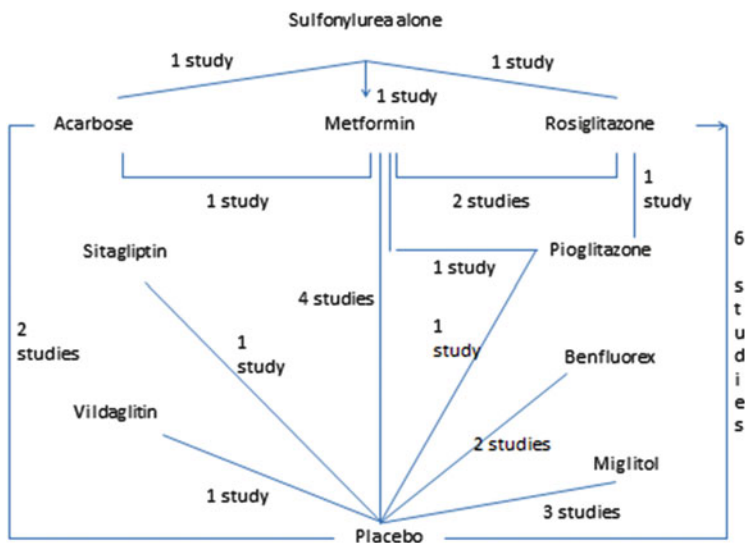 Sulfonylurea alone
1 study
1 study
1 study
Acarbose
Metformin
Rosiglitazone
1 study
2 studies
1
study
Sitagliptin
1 study
Pioglitazone
4 studies
2
studies
1
study
1
study
Benfluorex
6
s
t
u
d
i
e
s
Vildaglitin
2 studies
Miglitol
1 study
3 studies
Placebo